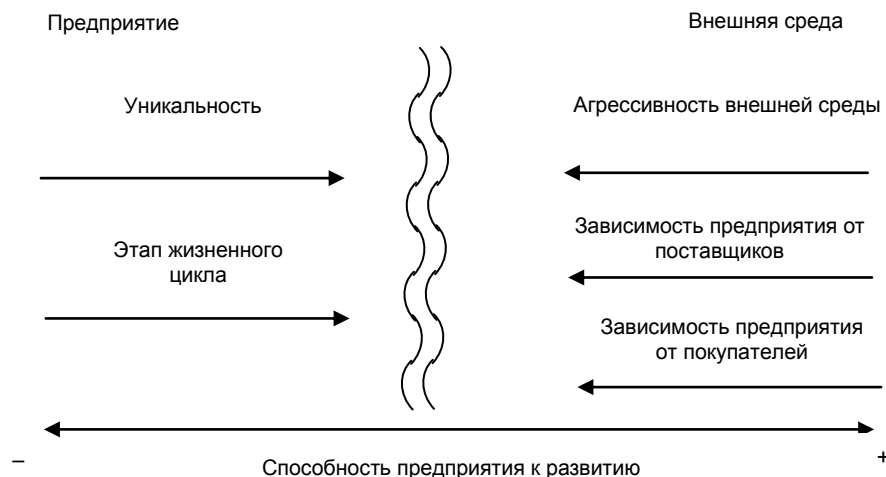 Предприятие
Внешняя среда
Уникальность
Агрессивность внешней среды
Этап жизненного
цикла
Зависимость предприятия от
поставщиков
Зависимость предприятия
от покупателей
–
+
Способность предприятия к развитию